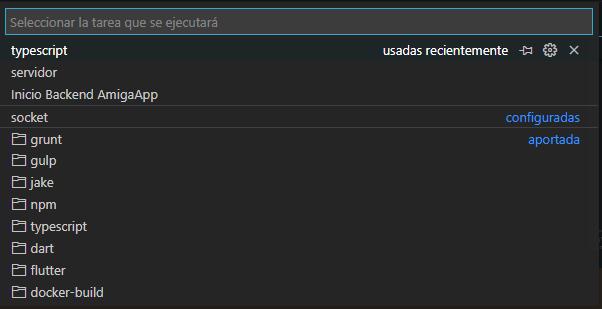 Seleccionar la tarea que se ejecutará
typescript usadas recientemente
servidor
Inicio Backend AmigaApp
socket configuradas
grunt aportada
gulp
jake
npm
typescript
dart
flutter
docker-build